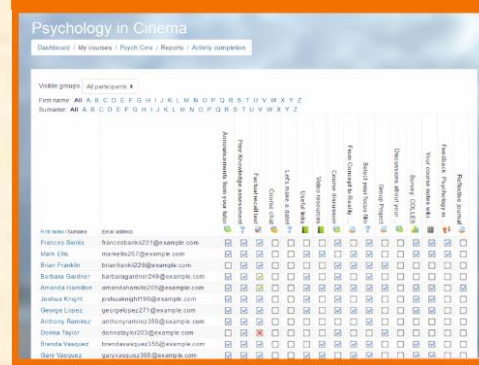 Psychology in Cinema
Dashboard / My courses / Psych Cine / Reports / Activity completion
Visible groups All participants
First name: All A B C D E F G H I J K L M N O P Q R S T U V W X Y Z
Surname: All A B C D E F G H I J K L M N O P Q R S T U V W X Y Z
Announcements from your tutor
Prior Knowledge assessment
Factual recall test
Course chat
Let's make a date!
Useful links
Video resources
Course discussion
From Concept to Reality
Select your focus film
Group Project
Discussions about your
Survey: COLLES
Your course notes wiki
Feedback: Psychology in
Reflective journal
First name / Surname Email address
Frances Banks francesbanks231@example.com
Mark Ellis markellis267@example.com
Brian Franklin brianfranklin228@example.com
Barbara Gardner barbaragardner249@example.com
Amanda Hamilton amandahamilto205@example.com
Joshua Knight joshuaknight196@example.com
George Lopez georgelopez271@example.com
Anthony Ramirez anthonyramirez359@example.com
Donna Taylor donnataylor203@example.com
Brenda Vasquez brendavasquez355@example.com
Gary Vasquez garyvasquez366@example.com